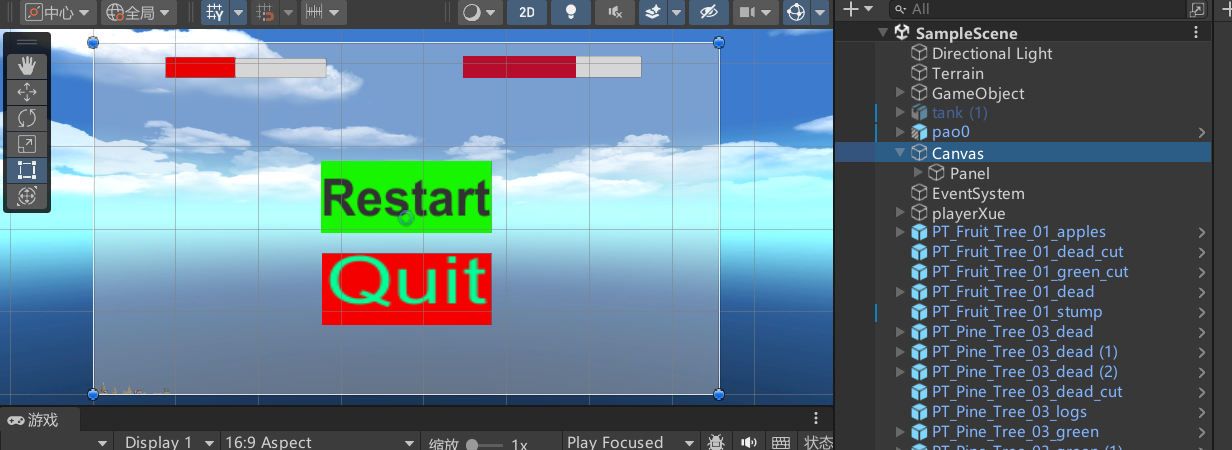 中心 全局 2D All
SampleScene
Directional Light
Terrain
GameObject
tank (1)
pao0
Canvas
Panel
EventSystem
playerXue
PT_Fruit_Tree_01_apples
PT_Fruit_Tree_01_dead_cut
PT_Fruit_Tree_01_green_cut
PT_Fruit_Tree_01_dead
PT_Fruit_Tree_01_stump
PT_Pine_Tree_03_dead
PT_Pine_Tree_03_dead (1)
PT_Pine_Tree_03_dead (2)
PT_Pine_Tree_03_dead_cut
PT_Pine_Tree_03_logs
PT_Pine_Tree_03_green
PT_Pine_Tree_03_green (1)
Restart
Quit
游戏
Display 1 16:9 Aspect 缩放 1x Play Focused 状态